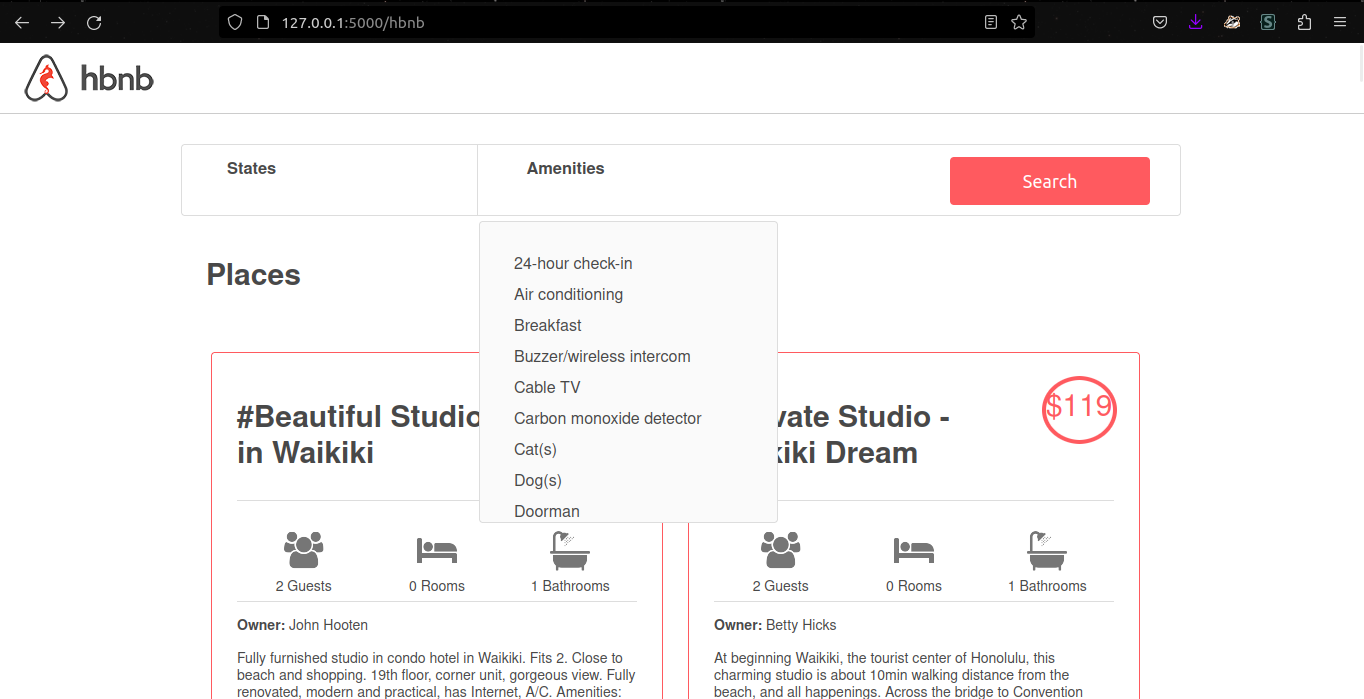 127.0.0.1:5000/hbnb
hbnb
States
Amenities
Search
Places
24-hour check-in
Air conditioning
Breakfast
Buzzer/wireless intercom
Cable TV
Carbon monoxide detector
Cat(s)
Dog(s)
Doorman
#Beautiful Studio
in Waikiki
2 Guests
0 Rooms
1 Bathrooms
Owner: John Hooten
Fully furnished studio in condo hotel in Waikiki. Fits 2. Close to
beach and shopping. 19th floor, corner unit, gorgeous view. Fully
renovated, modern and practical, has Internet, A/C. Amenities:
vate Studio -
kiki Dream
$119
2 Guests
0 Rooms
1 Bathrooms
Owner: Betty Hicks
At beginning Waikiki, the tourist center of Honolulu, this
charming studio is about 10min walking distance from the
beach, and all happenings. Across the bridge to Convention